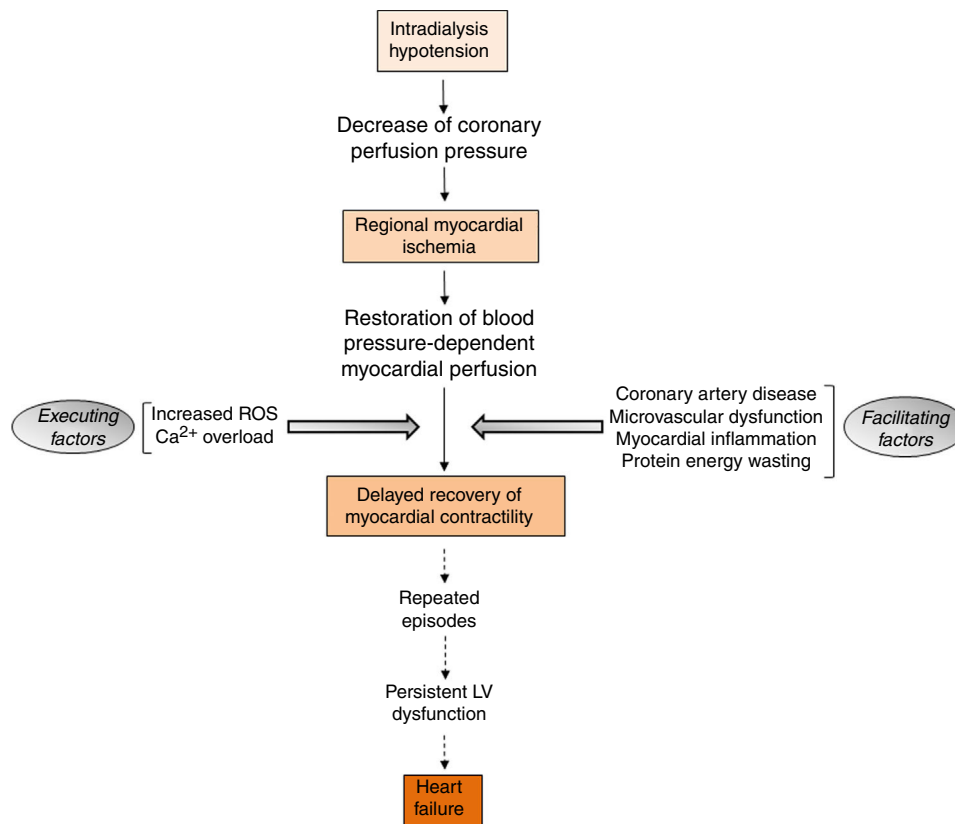 Intradialysis
hypotension
Decrease of coronary
perfusion pressure
Regional myocardial
ischemia
Restoration of blood
pressure-dependent
myocardial perfusion
Executing
factors
Increased ROS
Ca²⁺ overload
Coronary artery disease
Microvascular dysfunction
Myocardial inflammation
Protein energy wasting
Facilitating
factors
Delayed recovery of
myocardial contractility
Repeated
episodes
Persistent LV
dysfunction
Heart
failure